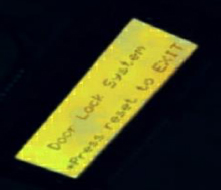 Door Lock System
*Press reset to EXIT